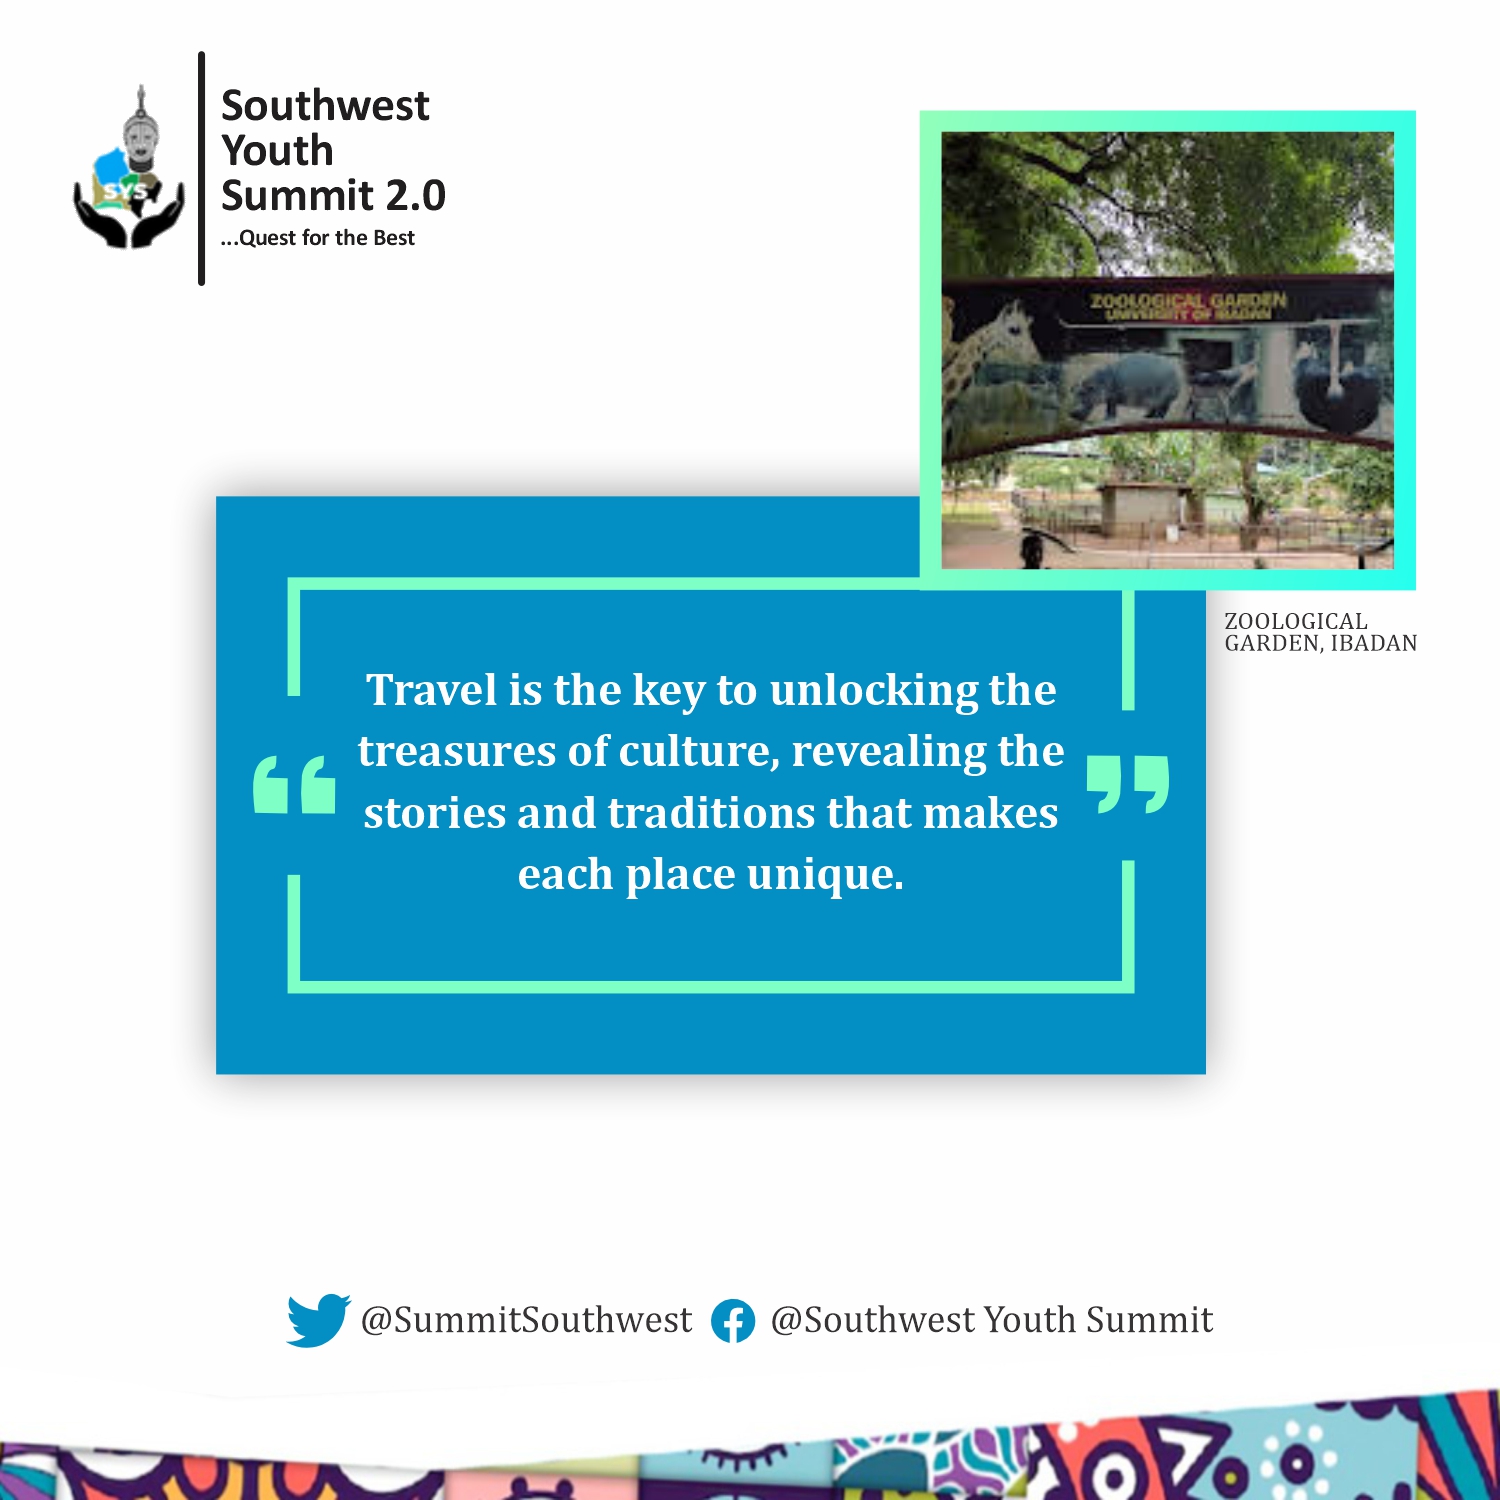 Southwest
Youth
Summit 2.0
...Quest for the Best
SYS
ZOOLOGICAL GARDEN
UNIVERSITY OF IBADAN
ZOOLOGICAL
GARDEN, IBADAN
“Travel is the key to unlocking the
treasures of culture, revealing the
stories and traditions that makes
each place unique.”
@SummitSouthwest
@Southwest Youth Summit